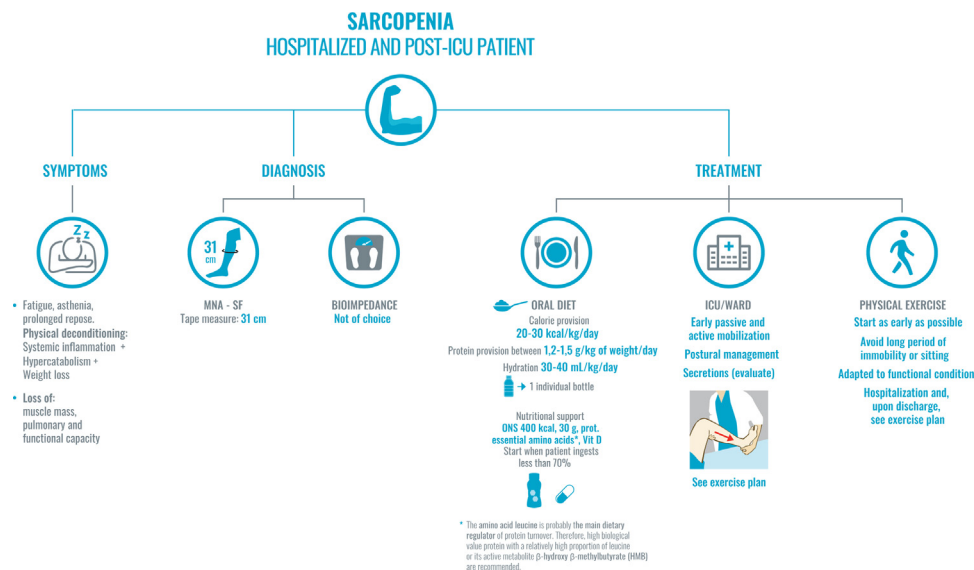 SARCOPENIA
HOSPITALIZED AND POST-ICU PATIENT
SYMPTOMS
Z z
• Fatigue, asthenia,
prolonged repose.
Physical deconditioning:
Systemic inflammation +
Hypercatabolism +
Weight loss
• Loss of:
muscle mass,
pulmonary and
functional capacity
DIAGNOSIS
31
cm
MNA - SF
Tape measure: 31 cm
BIOIMPEDANCE
Not of choice
TREATMENT
ORAL DIET
Calorie provision
20-30 kcal/kg/day
Protein provision between 1,2-1,5 g/kg of weight/day
Hydration 30-40 mL/kg/day
→ 1 individual bottle
Nutritional support
ONS 400 kcal, 30 g, prot.
essential amino acids*, Vit D
Start when patient ingests
less than 70%
* The amino acid leucine is probably the main dietary
regulator of protein turnover. Therefore, high biological
value protein with a relatively high proportion of leucine
or its active metabolite β-hydroxy β-methylbutyrate (HMB)
are recommended.
ICU/WARD
Early passive and
active mobilization
Postural management
Secretions (evaluate)
See exercise plan
PHYSICAL EXERCISE
Start as early as possible
Avoid long period of
immobility or sitting
Adapted to functional condition
Hospitalization and,
upon discharge,
see exercise plan